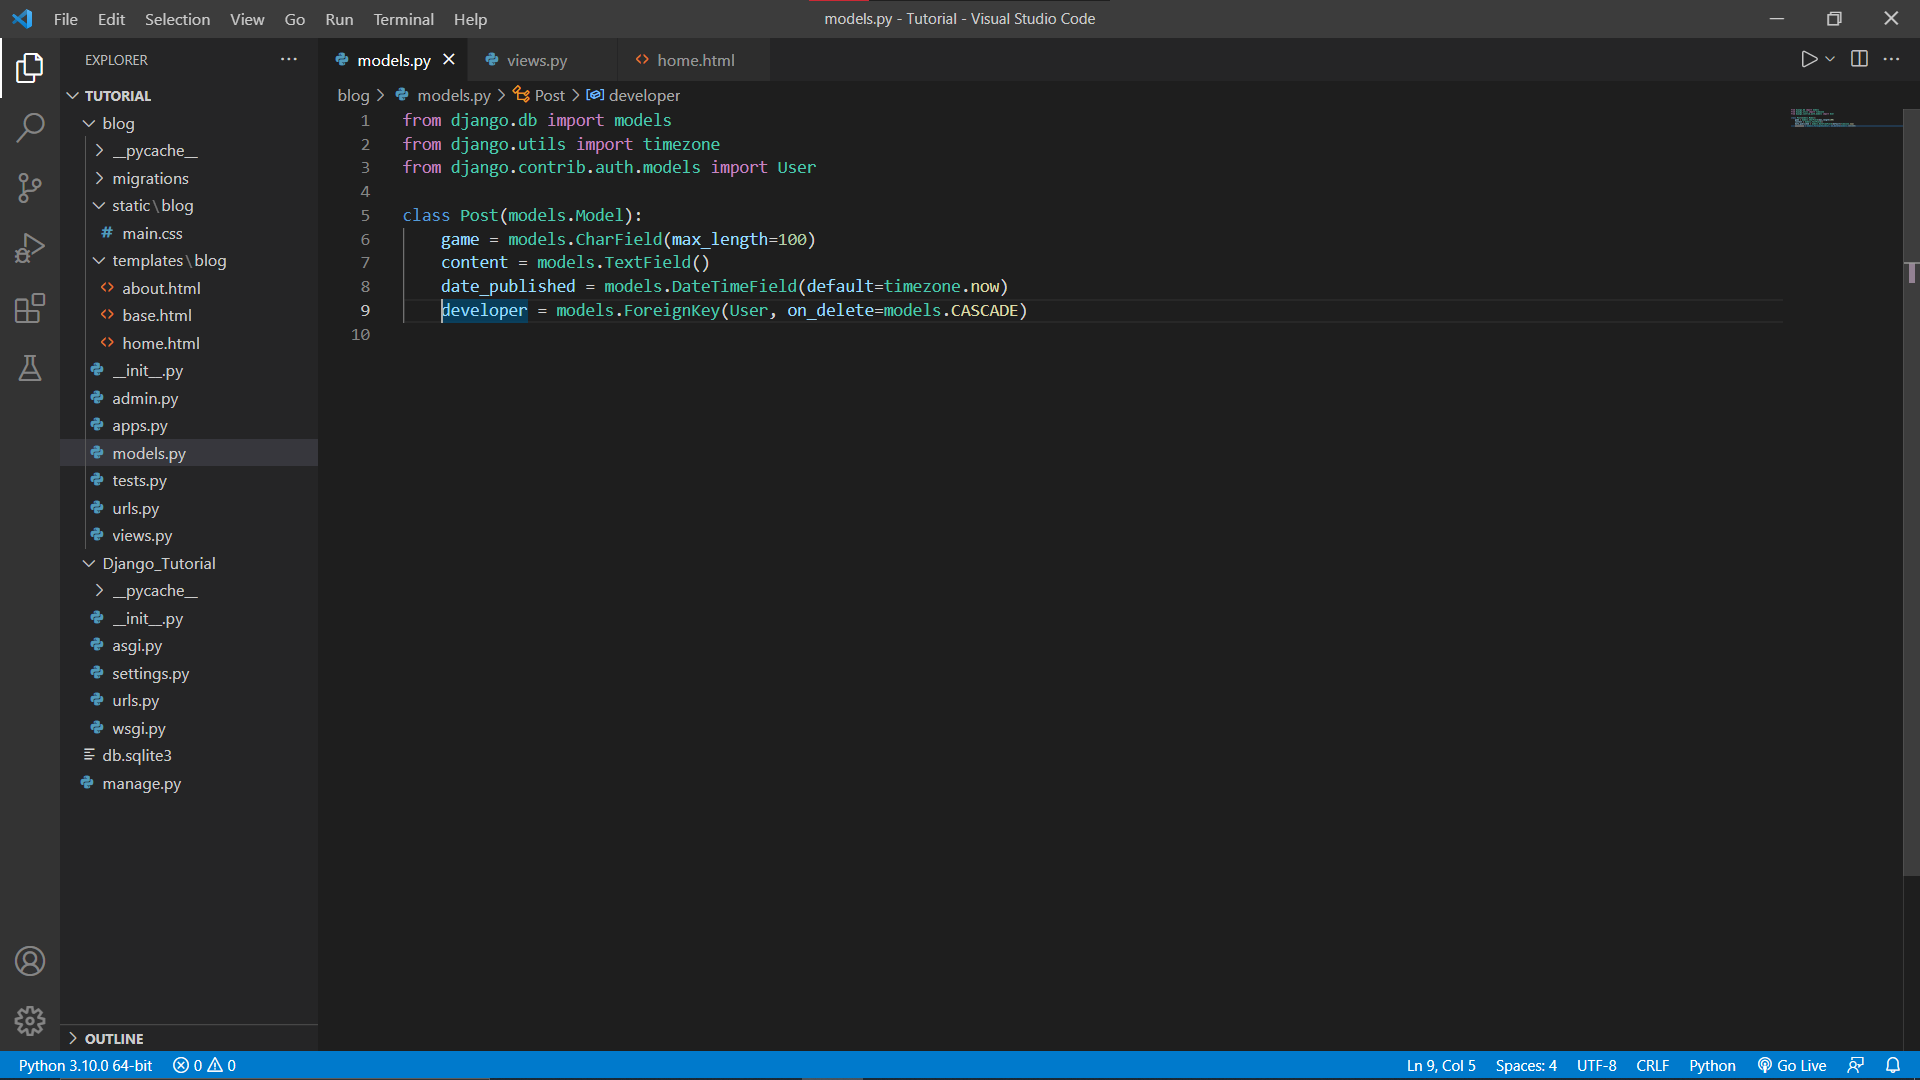 File Edit Selection View Go Run Terminal Help
models.py - Tutorial - Visual Studio Code
EXPLORER
TUTORIAL
blog
__pycache__
migrations
static\blog
main.css
templates\blog
about.html
base.html
home.html
__init__.py
admin.py
apps.py
models.py
tests.py
urls.py
views.py
Django_Tutorial
__pycache__
__init__.py
asgi.py
settings.py
urls.py
wsgi.py
db.sqlite3
manage.py
OUTLINE
models.py views.py home.html
blog > models.py > Post > developer
1 from django.db import models
2 from django.utils import timezone
3 from django.contrib.auth.models import User
4
5 class Post(models.Model):
6     game = models.CharField(max_length=100)
7     content = models.TextField()
8     date_published = models.DateTimeField(default=timezone.now)
9     developer = models.ForeignKey(User, on_delete=models.CASCADE)
10
Python 3.10.0 64-bit 0 0 Ln 9, Col 5 Spaces: 4 UTF-8 CRLF Python Go Live